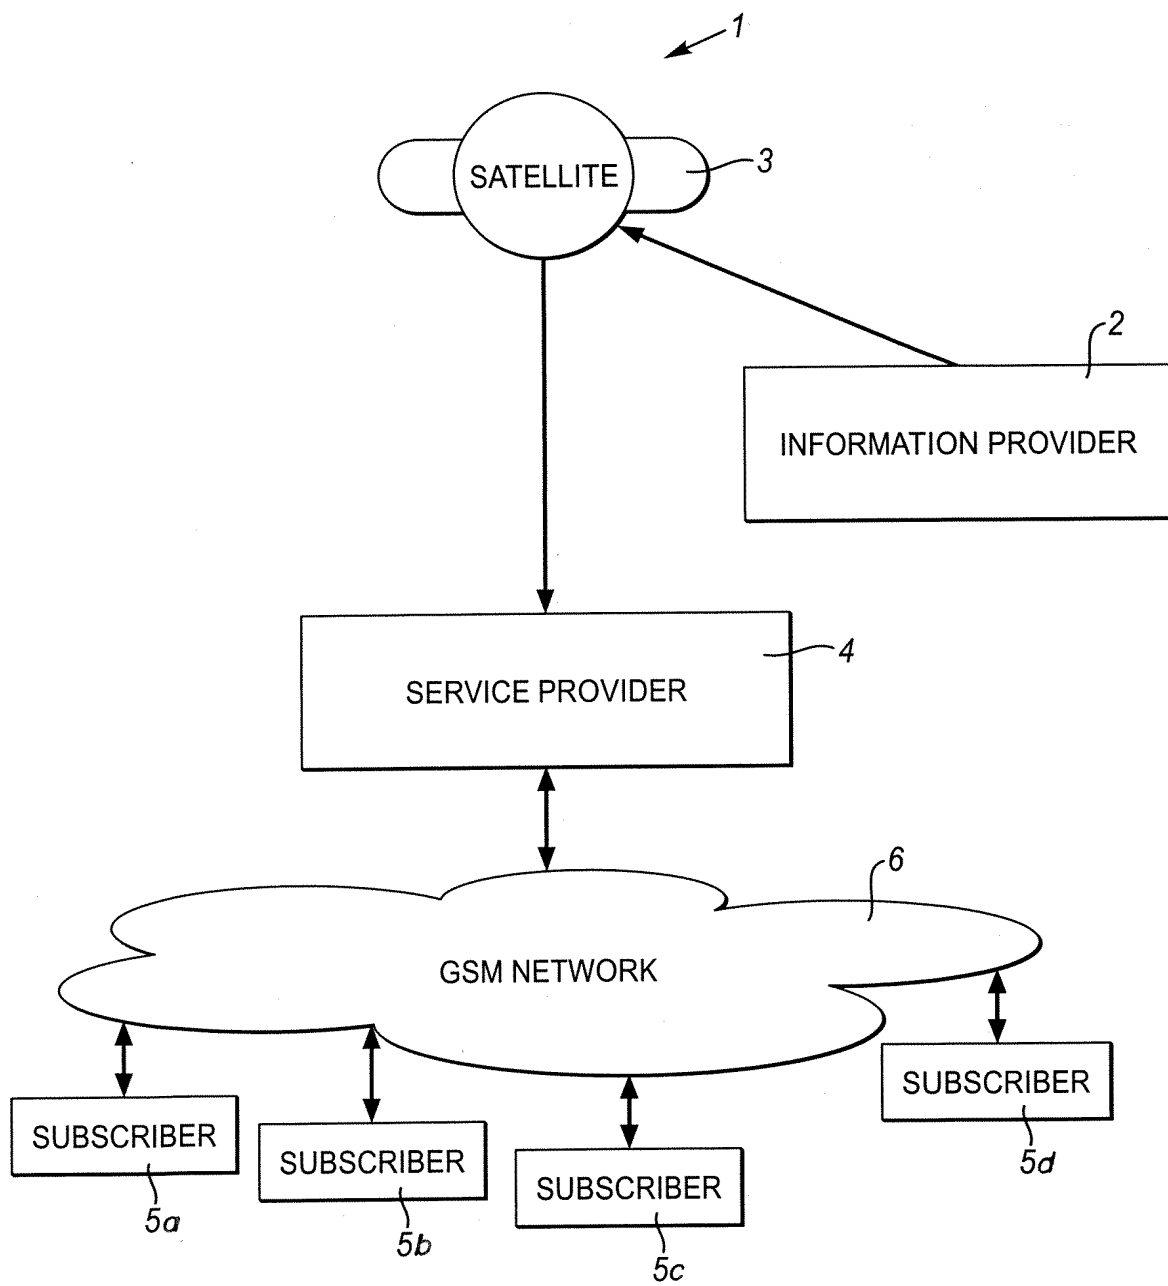 1
SATELLITE
3
2
INFORMATION PROVIDER
4
SERVICE PROVIDER
6
GSM NETWORK
SUBSCRIBER
5d
SUBSCRIBER
5a
SUBSCRIBER
5b
SUBSCRIBER
5c